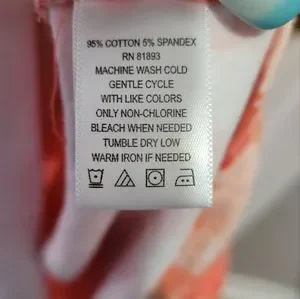 95% COTTON 5% SPANDEX
RN 81893
MACHINE WASH COLD
GENTLE CYCLE
WITH LIKE COLORS
ONLY NON-CHLORINE
BLEACH WHEN NEEDED
TUMBLE DRY LOW
WARM IRON IF NEEDED